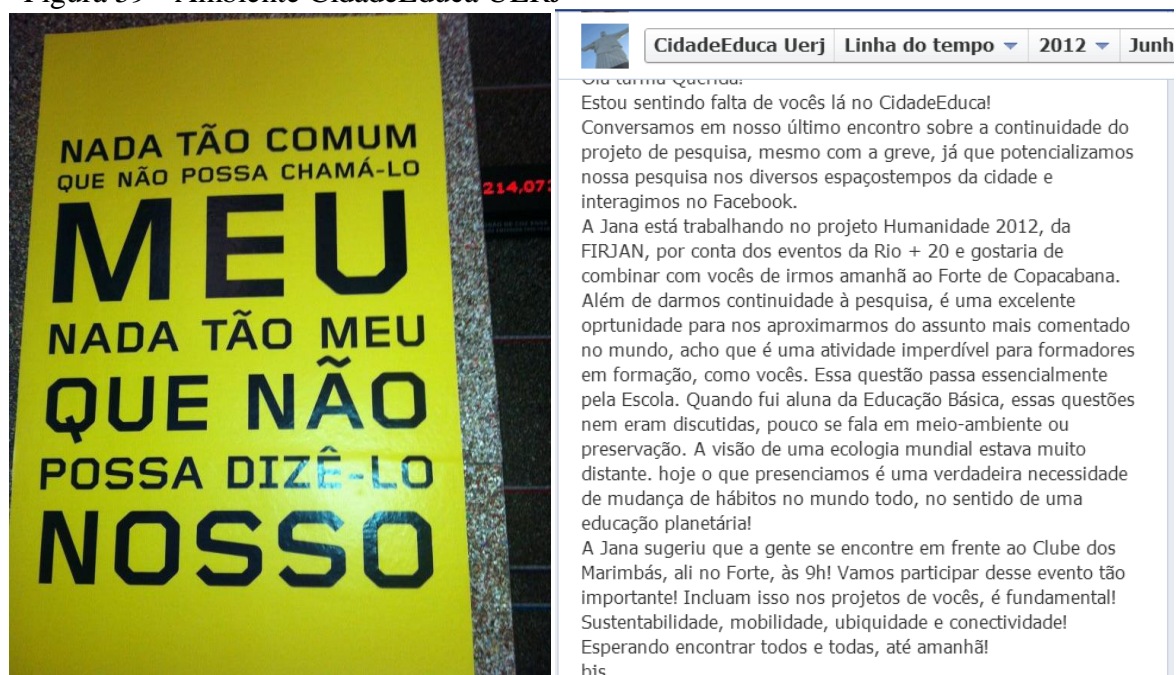 Figura 39 - Ambiente CidadeEduca UERJ
NADA TÃO COMUM
QUE NÃO POSSA CHAMÁ-LO
MEU
NADA TÃO MEU
QUE NÃO
POSSA DIZÊ-LO
NOSSO
214,07
CidadeEduca Uerj Linha do tempo 2012 Junh
Olá turma Querida!
Estou sentindo falta de vocês lá no CidadeEduca!
Conversamos em nosso último encontro sobre a continuidade do
projeto de pesquisa, mesmo com a greve, já que potencializamos
nossa pesquisa nos diversos espaçostempos da cidade e
interagimos no Facebook.
A Jana está trabalhando no projeto Humanidade 2012, da
FIRJAN, por conta dos eventos da Rio + 20 e gostaria de
combinar com vocês de irmos amanhã ao Forte de Copacabana.
Além de darmos continuidade à pesquisa, é uma excelente
oprtunidade para nos aproximarmos do assunto mais comentado
no mundo, acho que é uma atividade imperdível para formadores
em formação, como vocês. Essa questão passa essencialmente
pela Escola. Quando fui aluna da Educação Básica, essas questões
nem eram discutidas, pouco se fala em meio-ambiente ou
preservação. A visão de uma ecologia mundial estava muito
distante. hoje o que presenciamos é uma verdadeira necessidade
de mudança de hábitos no mundo todo, no sentido de uma
educação planetária!
A Jana sugeriu que a gente se encontre em frente ao Clube dos
Marimbás, ali no Forte, às 9h! Vamos participar desse evento tão
importante! Incluam isso nos projetos de vocês, é fundamental!
Sustentabilidade, mobilidade, ubiquidade e conectividade!
Esperando encontrar todos e todas, até amanhã!
bjs